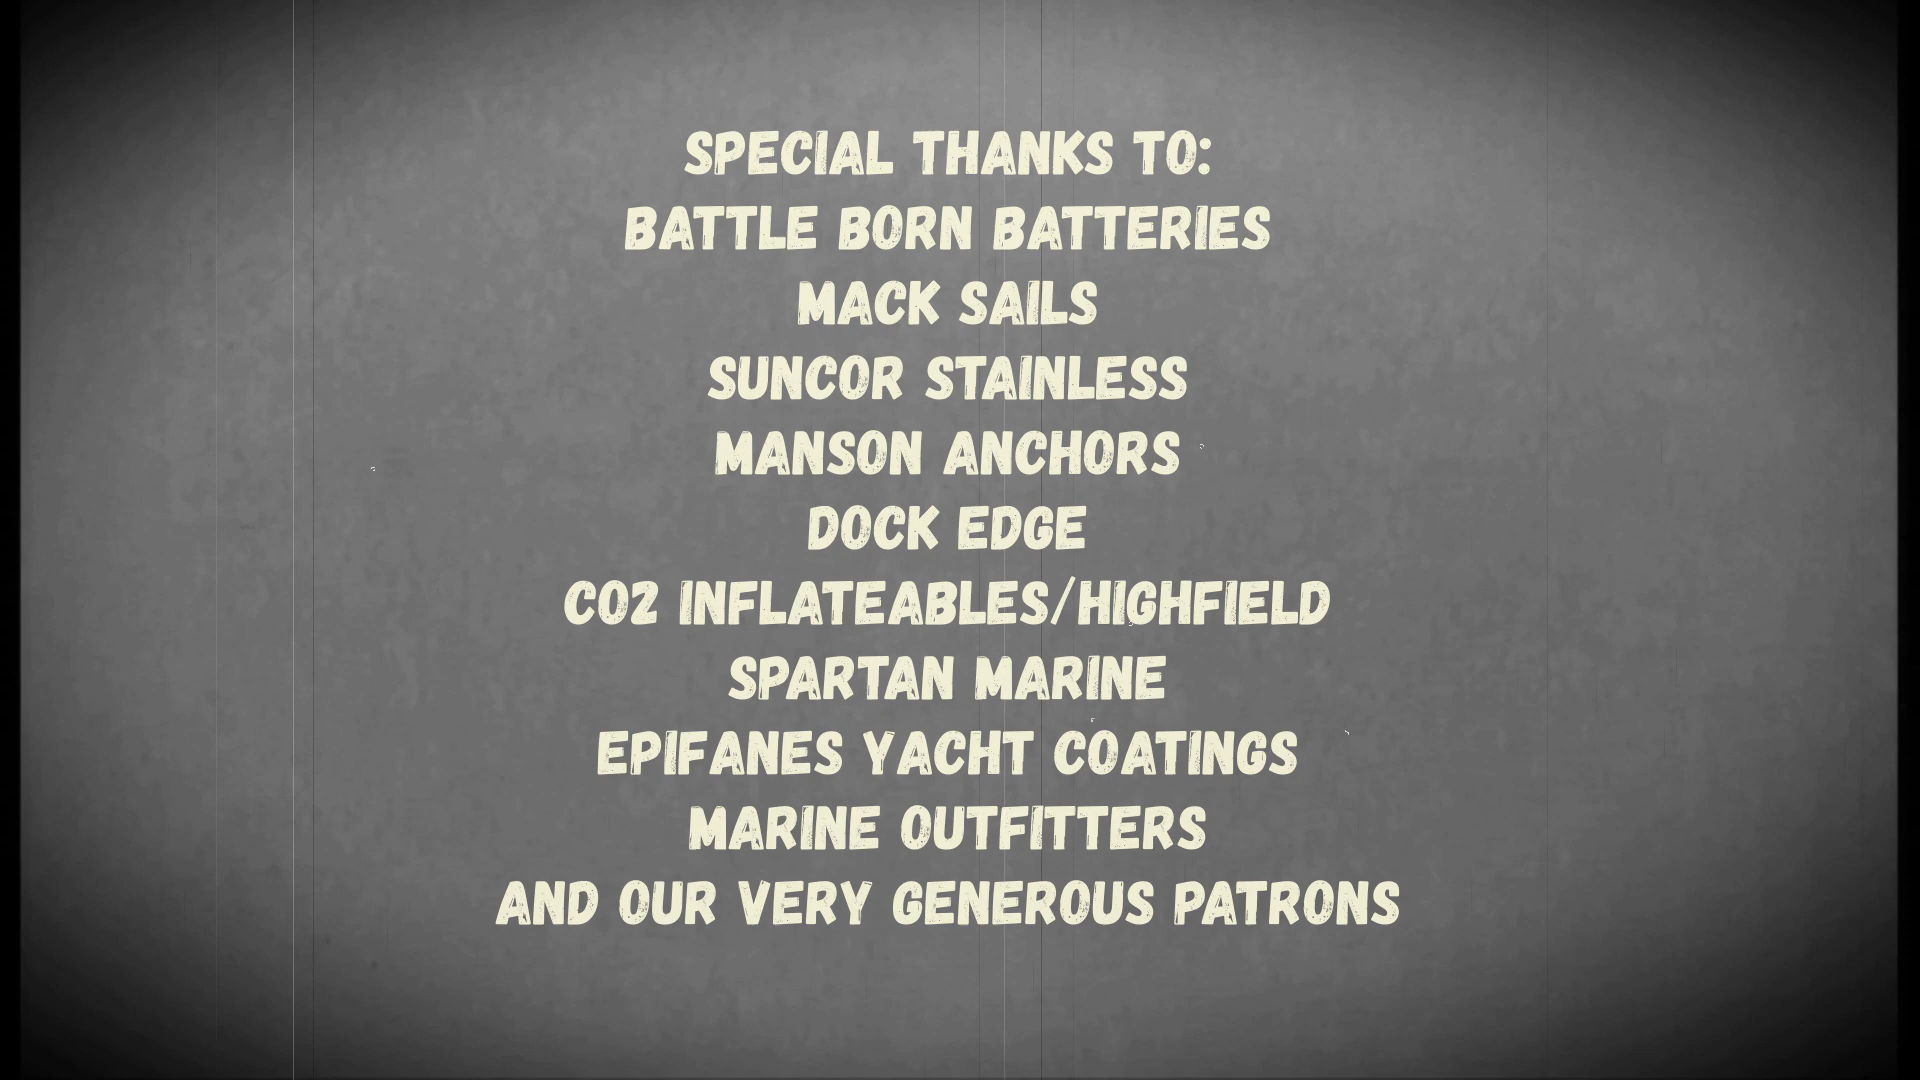 SPECIAL THANKS TO:
BATTLE BORN BATTERIES
MACK SAILS
SUNCOR STAINLESS
MANSON ANCHORS
DOCK EDGE
CO2 INFLATEABLES/HIGHFIELD
SPARTAN MARINE
EPIFANES YACHT COATINGS
MARINE OUTFITTERS
AND OUR VERY GENEROUS PATRONS